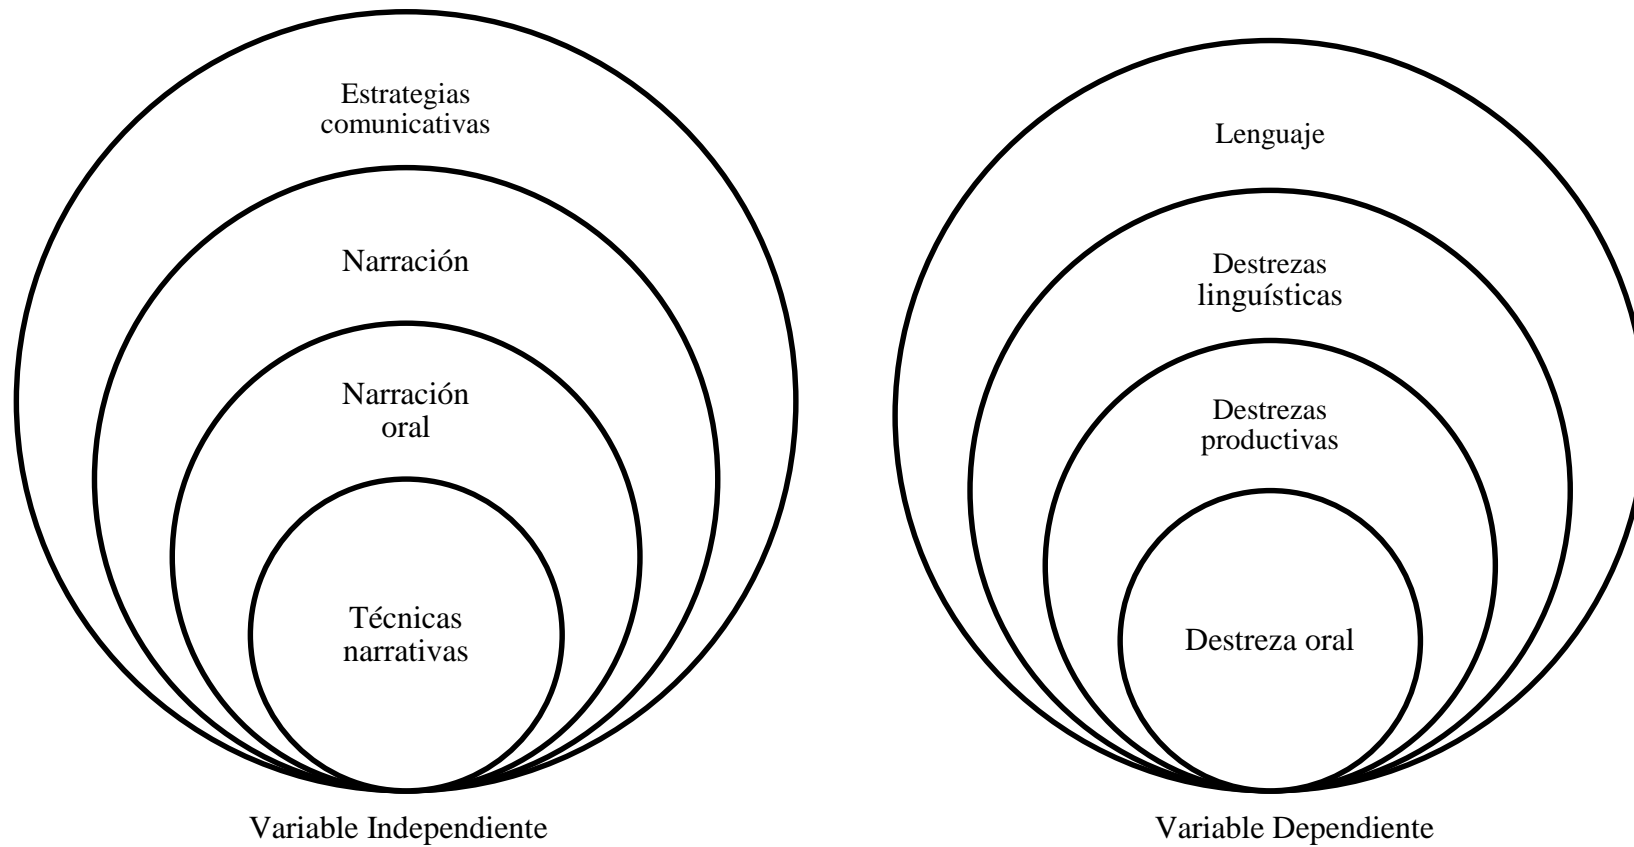 Estrategias
comunicativas
Narración
Narración
oral
Técnicas
narrativas
Variable Independiente
Lenguaje
Destrezas
linguísticas
Destrezas
productivas
Destreza oral
Variable Dependiente